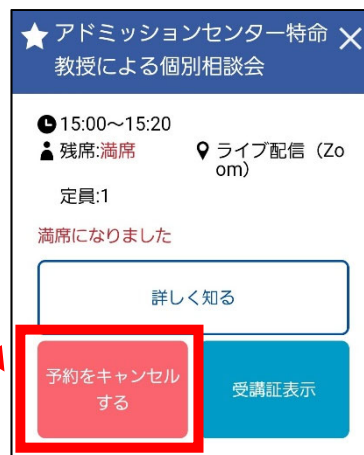 アドミッションセンター特命
教授による個別相談会
15:00～15:20
残席:満席
ライブ配信（Zo
om）
定員:1
満席になりました
詳しく知る
予約をキャンセル
する
受講証表示